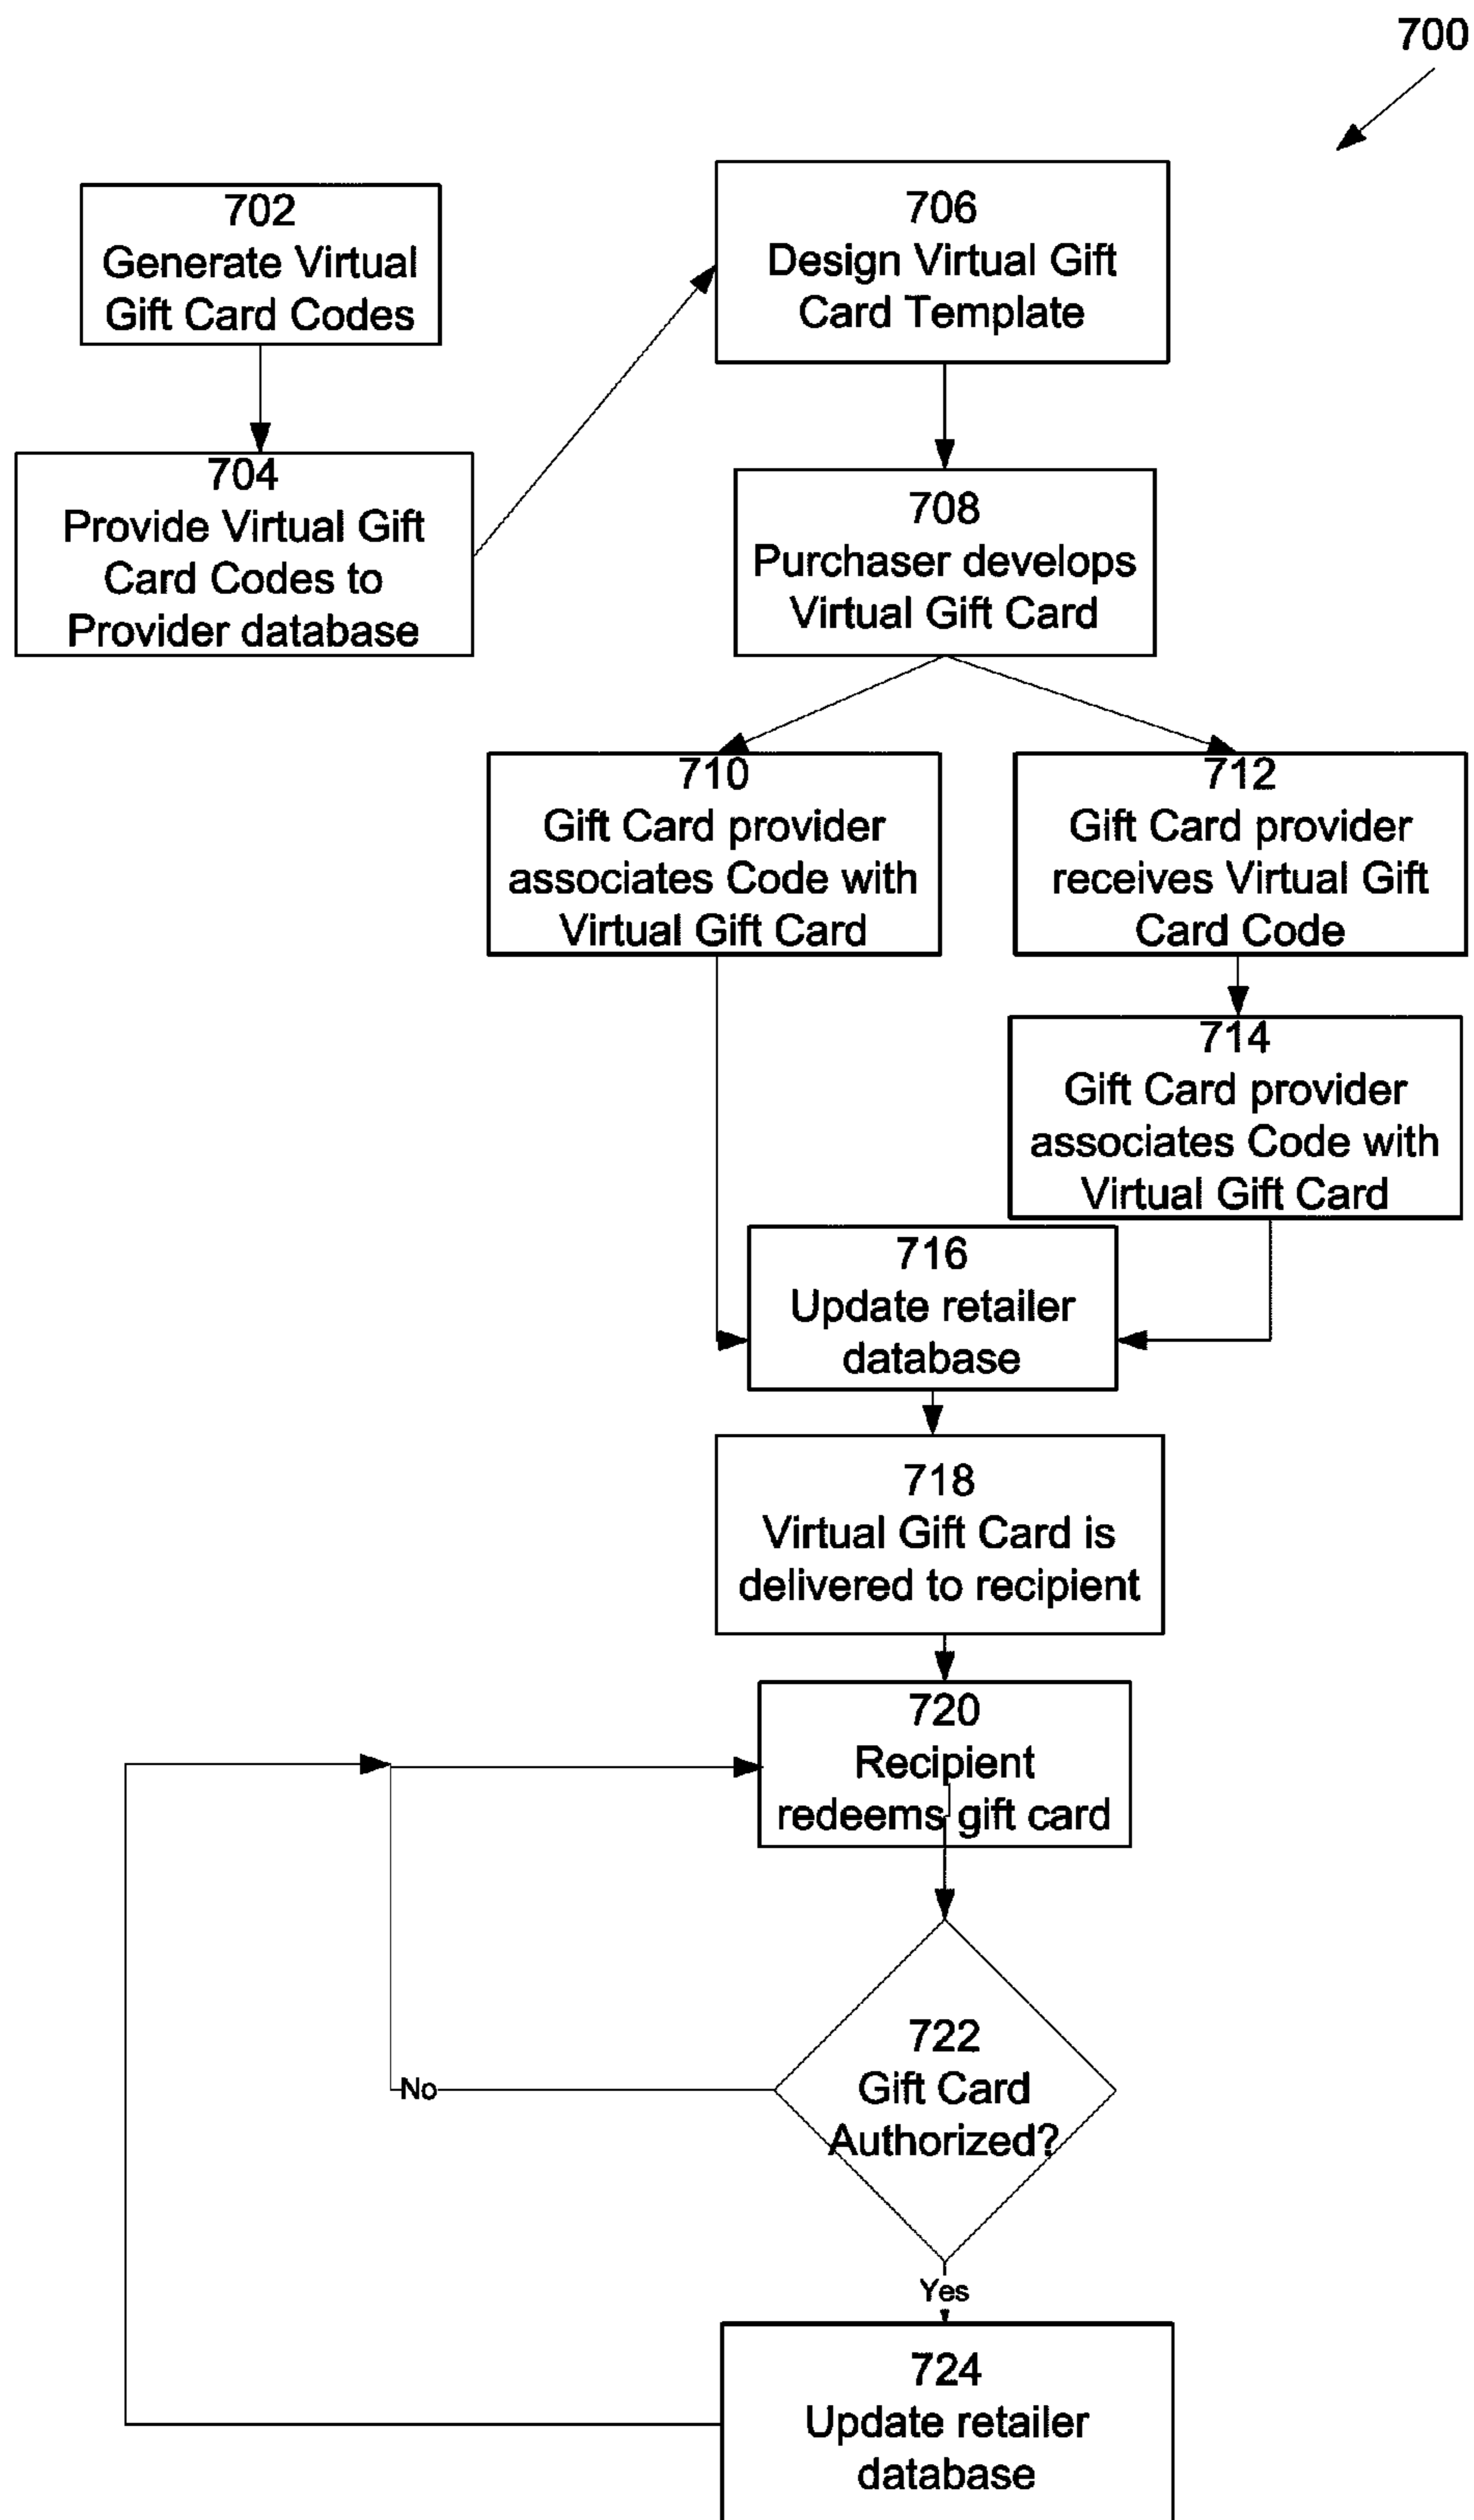 700
702
Generate Virtual
Gift Card Codes
704
Provide Virtual Gift
Card Codes to
Provider database
706
Design Virtual Gift
Card Template
708
Purchaser develops
Virtual Gift Card
710
Gift Card provider
associates Code with
Virtual Gift Card
712
Gift Card provider
receives Virtual Gift
Card Code
714
Gift Card provider
associates Code with
Virtual Gift Card
716
Update retailer
database
718
Virtual Gift Card is
delivered to recipient
720
Recipient
redeems gift card
722
Gift Card
Authorized?
No
Yes
724
Update retailer
database